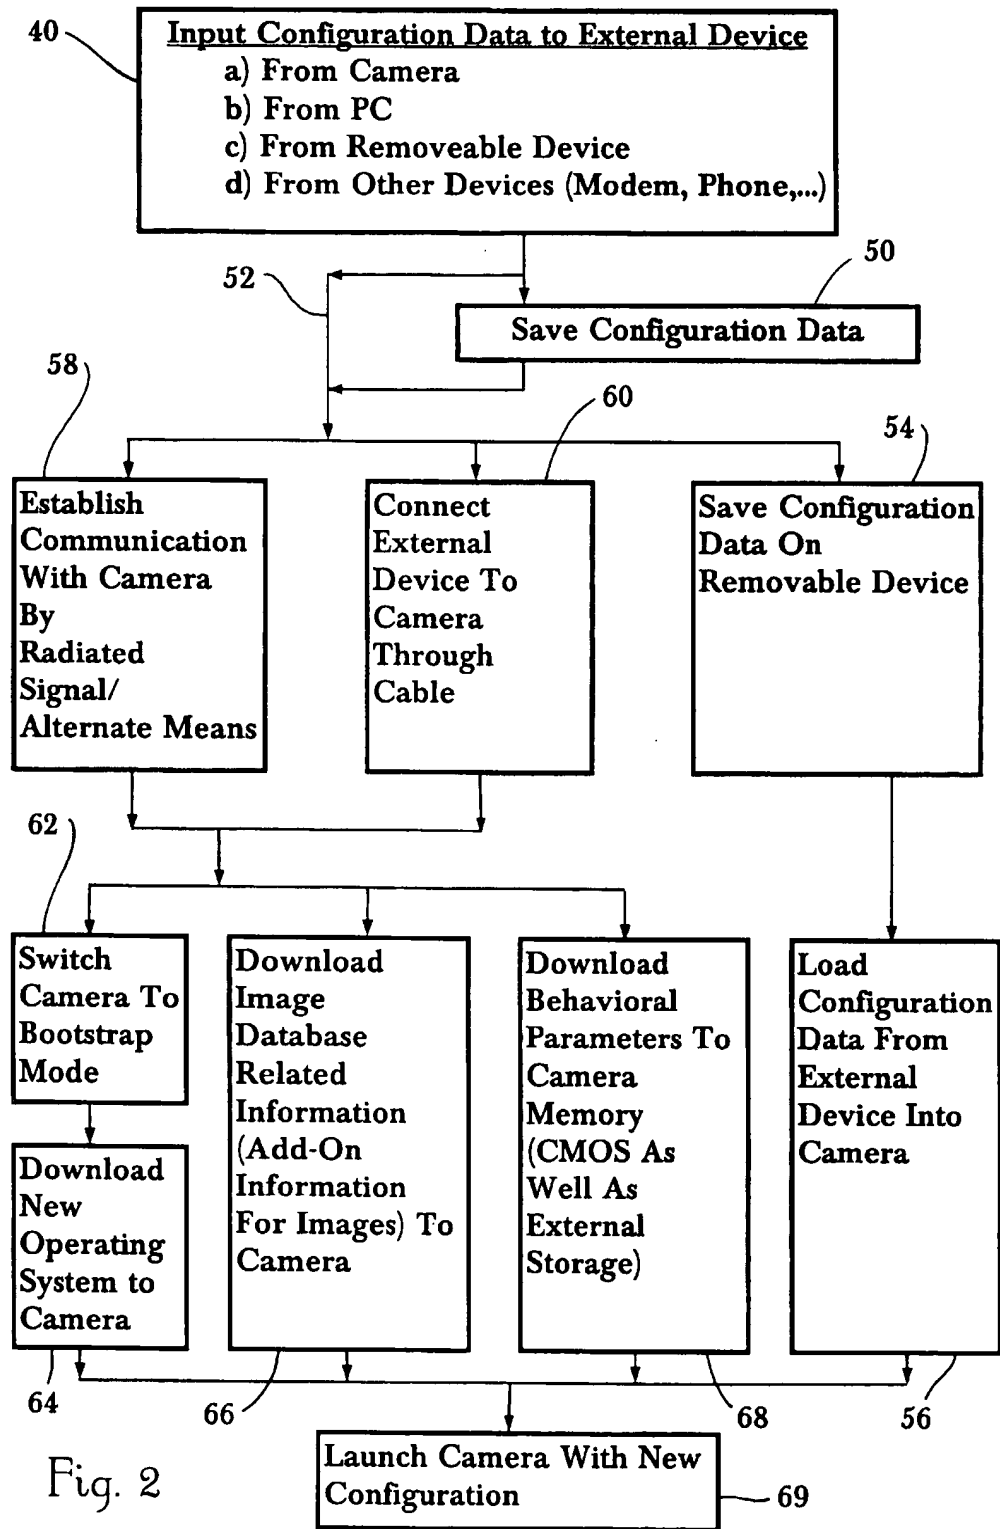 40
Input Configuration Data to External Device
a) From Camera
b) From PC
c) From Removeable Device
d) From Other Devices (Modem, Phone,...)
52
50
Save Configuration Data
58
60
54
Establish
Communication
With Camera
By
Radiated
Signal/
Alternate Means
Connect
External
Device To
Camera
Through
Cable
Save Configuration
Data On
Removable Device
62
Switch
Camera To
Bootstrap
Mode
Download
New
Operating
System to
Camera
Download
Image
Database
Related
Information
(Add-On
Information
For Images) To
Camera
Download
Behavioral
Parameters To
Camera
Memory
(CMOS As
Well As
External
Storage)
Load
Configuration
Data From
External
Device Into
Camera
64
66
68
56
Launch Camera With New
Configuration
69
Fig. 2